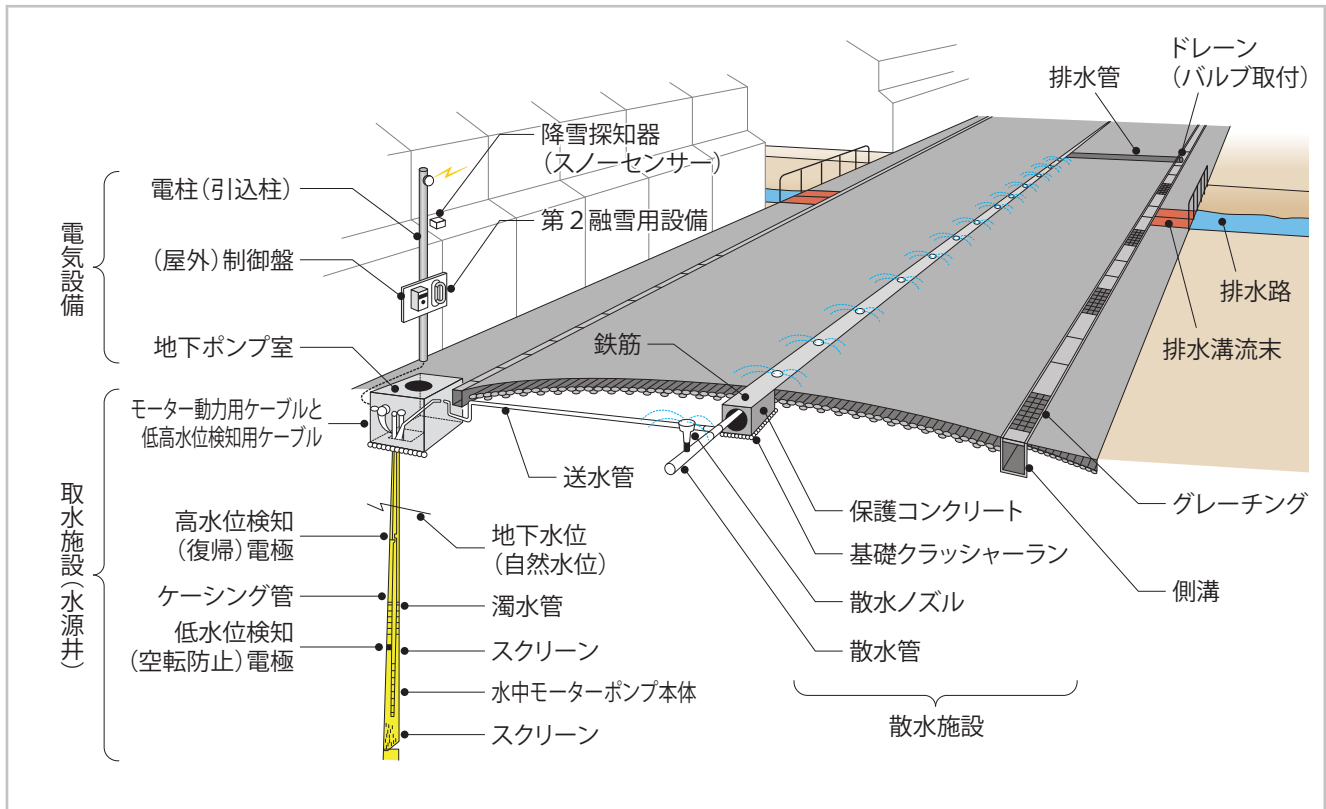 ドレーン
(バルブ取付)
排水管
降雪探知器
(スノーセンサー)
電柱(引込柱)
第2融雪用設備
電気設備
(屋外)制御盤
排水路
地下ポンプ室
鉄筋
排水溝流末
モーター動力用ケーブルと
低高水位検知用ケーブル
送水管
グレーチング
取水施設(水源井)
保護コンクリート
高水位検知
(復帰)電極
地下水位
(自然水位)
基礎クラッシャーラン
ケーシング管
濁水管
散水ノズル
側溝
低水位検知
(空転防止)電極
スクリーン
散水管
水中モーターポンプ本体
散水施設
スクリーン